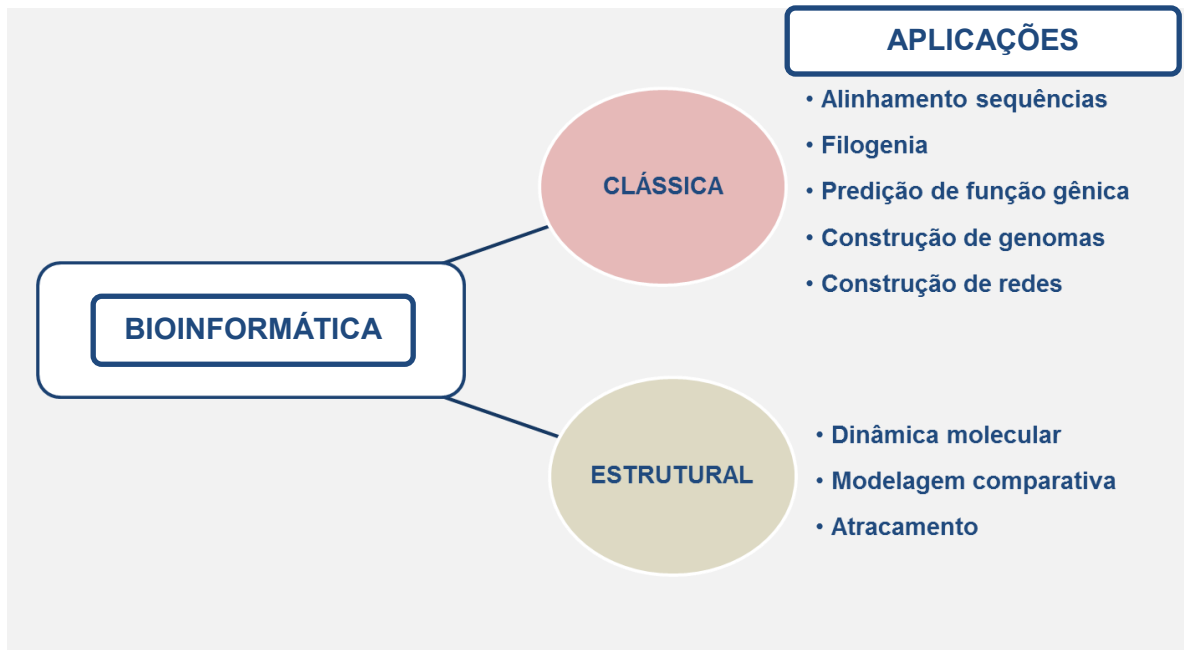 APLICAÇÕES
CLÁSSICA
• Alinhamento sequências
• Filogenia
• Predição de função gênica
• Construção de genomas
• Construção de redes
BIOINFORMÁTICA
ESTRUTURAL
• Dinâmica molecular
• Modelagem comparativa
• Atracamento